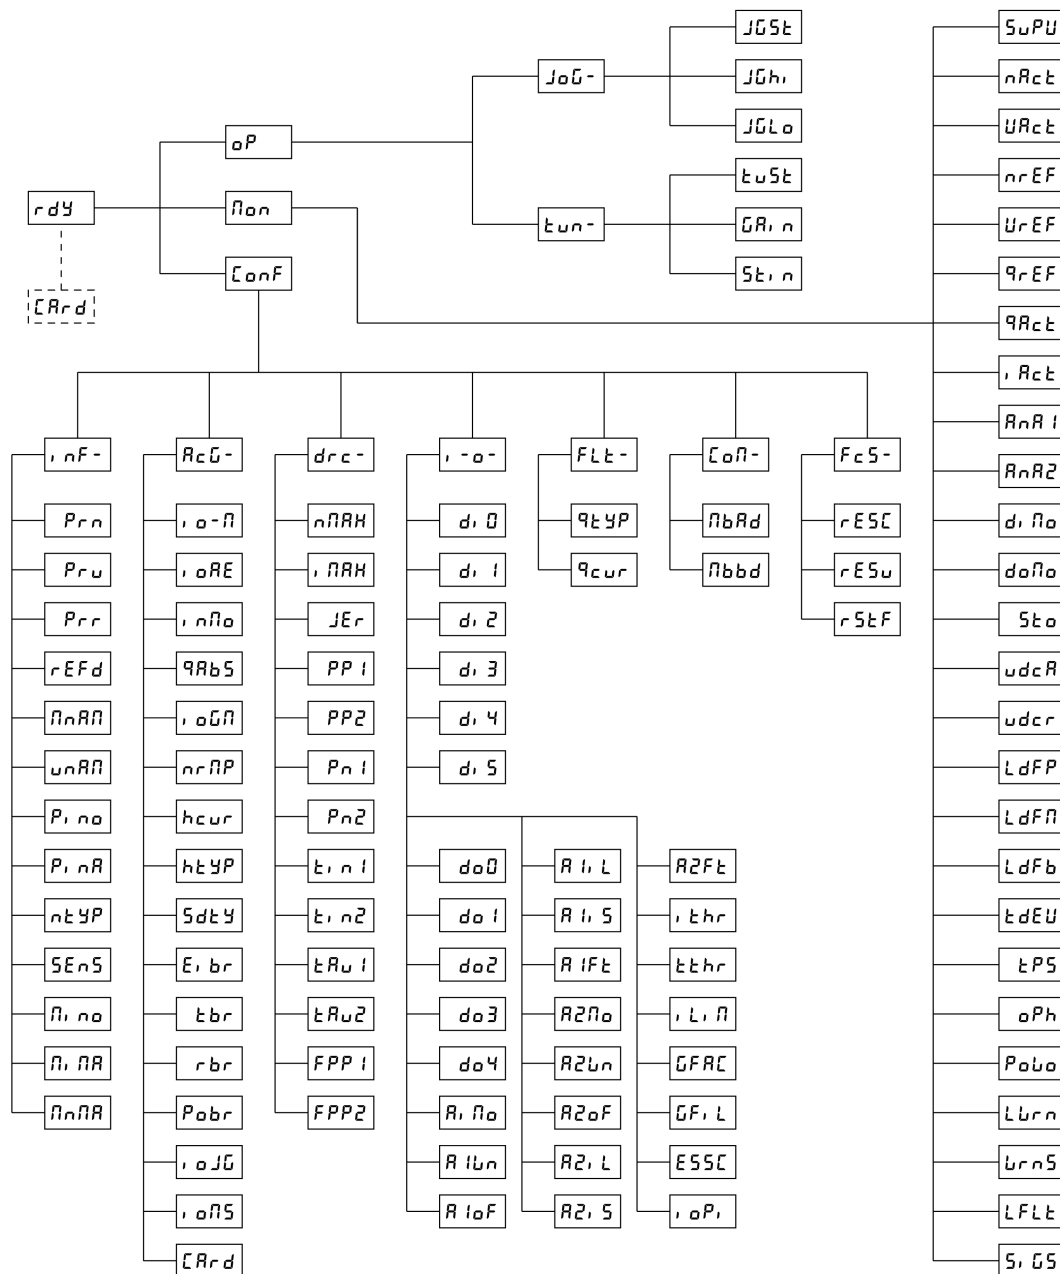 rdY
CArd
oP
Mon
ConF
JoG-
tun-
JGSt
JGhi
JGLo
tuSt
GAin
Stin
SuPV
nAct
VAct
nrEF
VrEF
qrEF
qAct
iAct
AnA1
AnA2
diMo
doMo
Sto
udcA
udcr
LdFP
LdFM
LdFb
tdEV
tPS
oPh
PoWo
LWrn
WrnS
LFLt
SiGS
inF-
Prn
Pru
Prr
rEFd
MnAM
unAM
Pino
PinA
ntYP
SEnS
Mino
MiMA
MnMA
AcG-
io-M
ioAE
inMo
qAbS
ioGM
nrMP
hcur
htYP
SdtY
Eibr
tbr
rbr
Pobr
ioJG
ioMS
CArd
drc-
nMAX
iMAX
JEr
PP1
PP2
Pn1
Pn2
tin1
tin2
tAu1
tAu2
FPP1
FPP2
i-o-
di0
di1
di2
di3
di4
di5
do0
do1
do2
do3
do4
AiMo
A1Wn
A1oF
A1iL
A1iS
A1Ft
A2Mo
A2Wn
A2oF
A2iL
A2iS
A2Ft
ithr
tthr
iLiM
GFAC
GFiL
ESSC
ioPi
FLt-
qtYP
qcur
CoM-
MbAd
Mbbd
FcS-
rESC
rESu
rStF